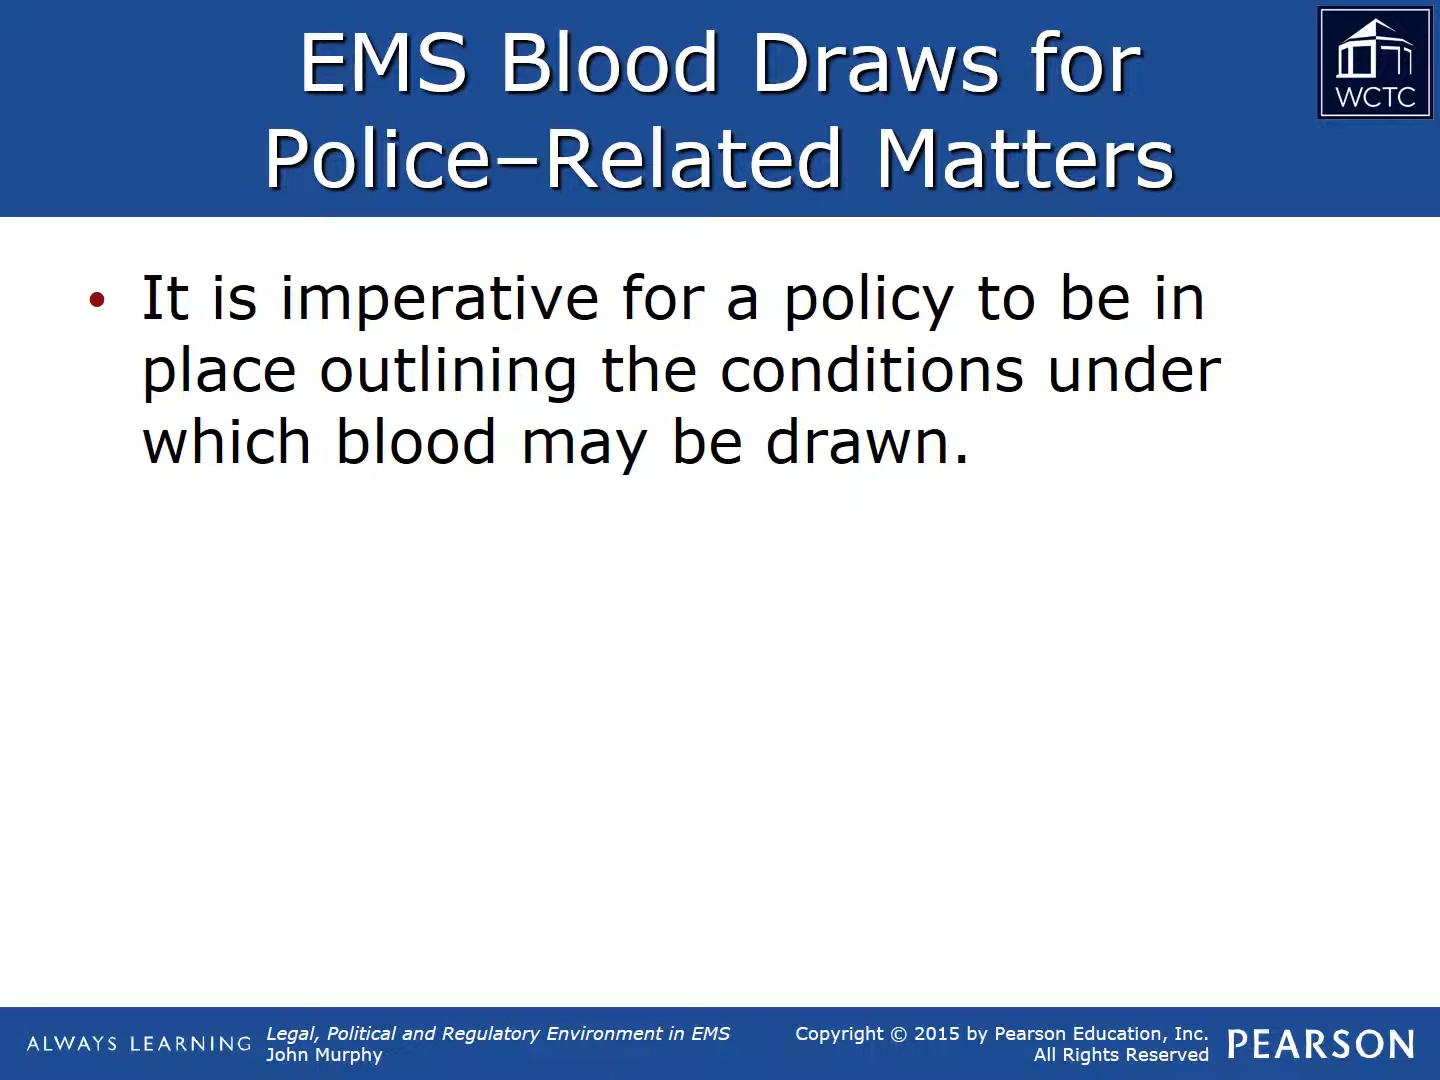 EMS Blood Draws for
Police–Related Matters
WCTC
• It is imperative for a policy to be in
place outlining the conditions under
which blood may be drawn.
ALWAYS LEARNING
Legal, Political and Regulatory Environment in EMS
John Murphy
Copyright © 2015 by Pearson Education, Inc.
All Rights Reserved
PEARSON